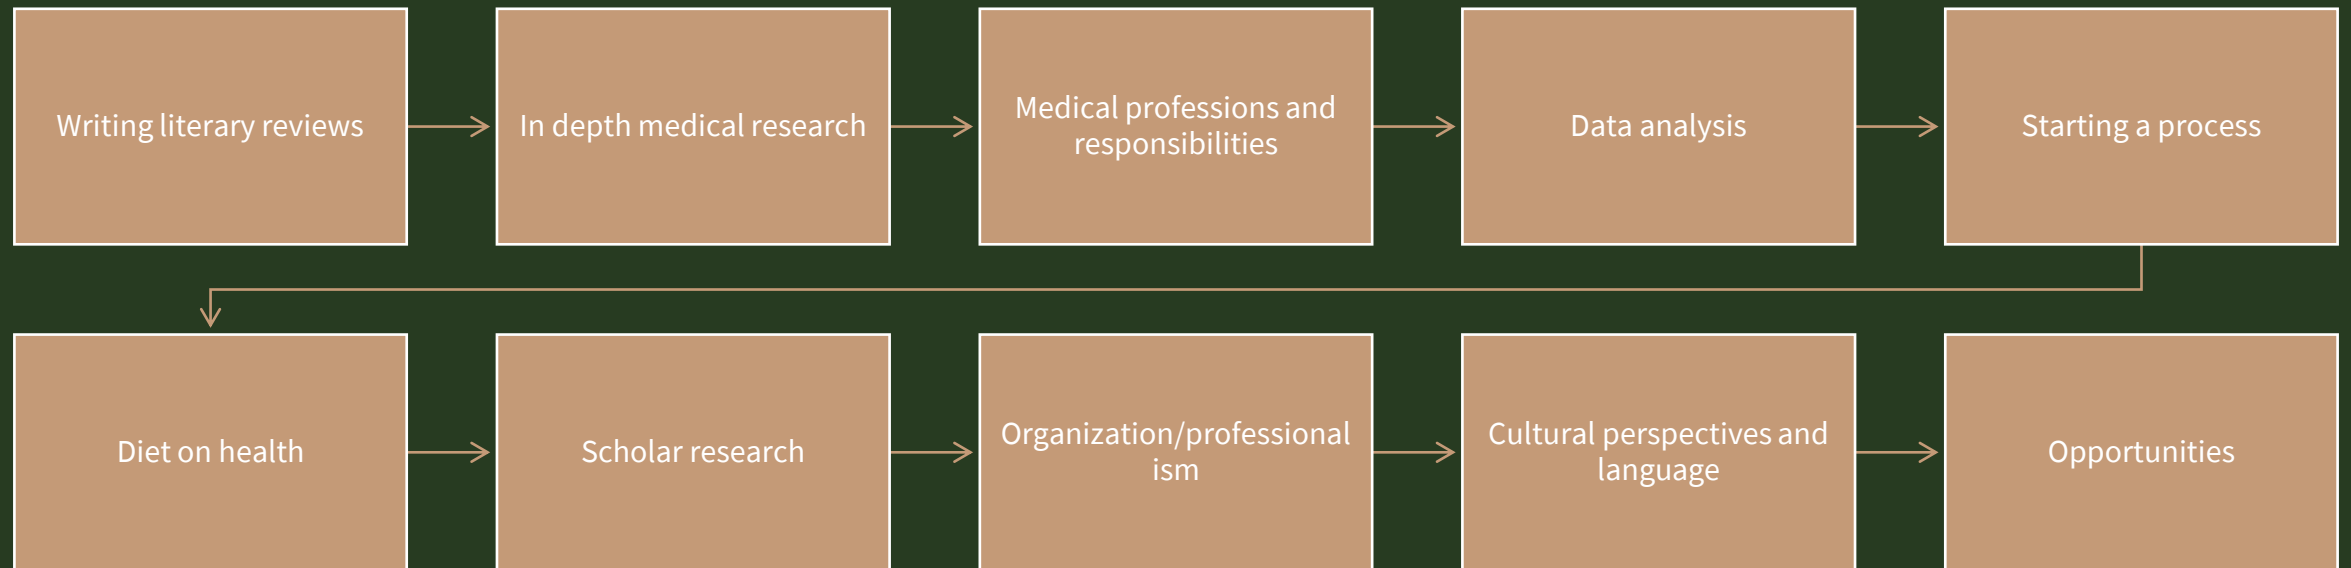 Writing literary reviews
In depth medical research
Medical professions and
responsibilities
Data analysis
Starting a process
Diet on health
Scholar research
Organization/professional
ism
Cultural perspectives and
language
Opportunities